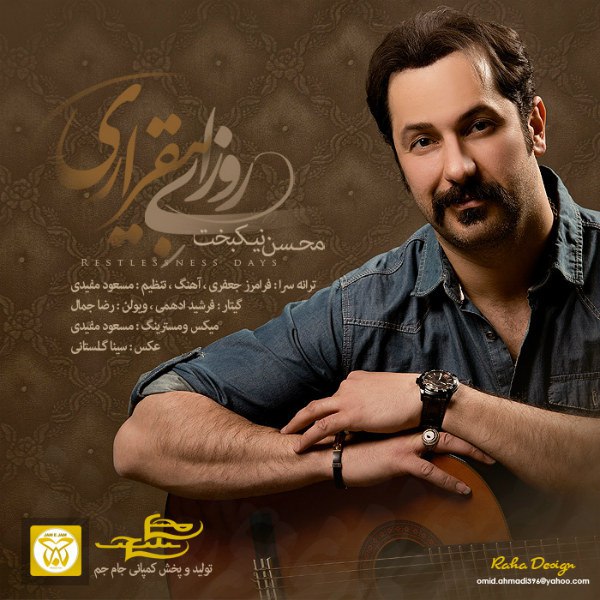 روزای بیقراری
محسن نیکبخت
RESTLESSNESS DAYS
ترانه سرا : فرامرز جعفری ، آهنگ ، تنظیم : مسعود مفیدی
گیتار : فرشید ادهمی ، ویولن : رضا جمال
میکس ومسترینگ : مسعود مفیدی
عکس : سینا گلستانی
JAM E JAM
تولید و پخش کمپانی جام جم
Raha Design
omid.ahmadi396@yahoo.com